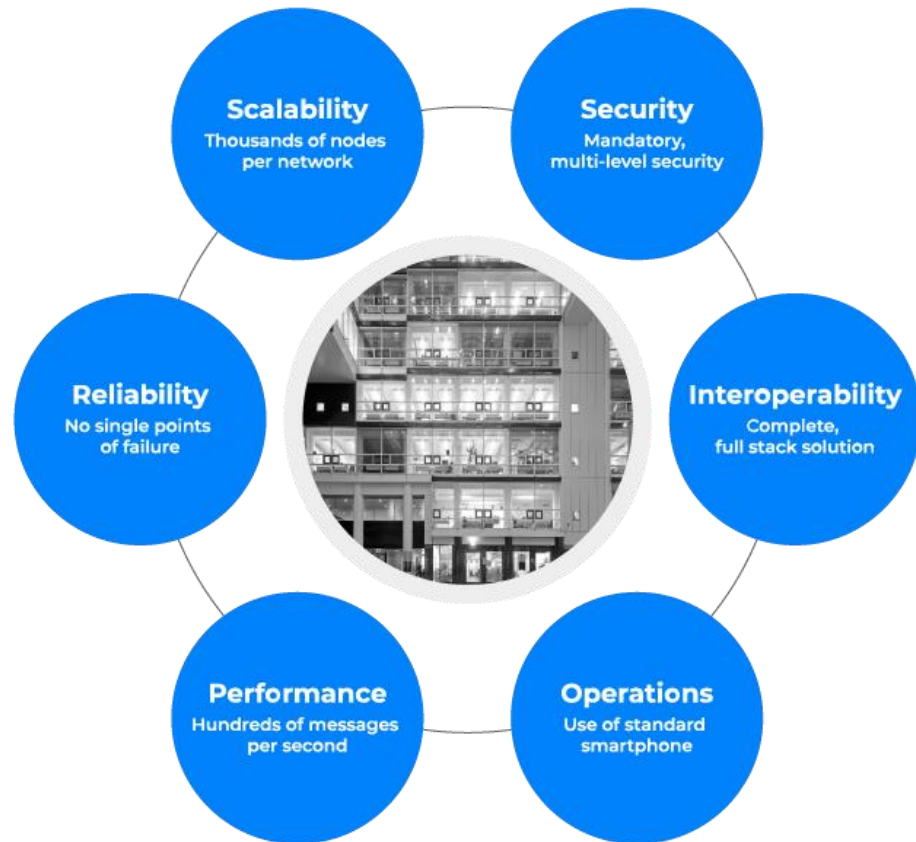 Scalability
Thousands of nodes
per network
Security
Mandatory,
multi-level security
Reliability
No single points
of failure
Interoperability
Complete,
full stack solution
Performance
Hundreds of messages
per second
Operations
Use of standard
smartphone